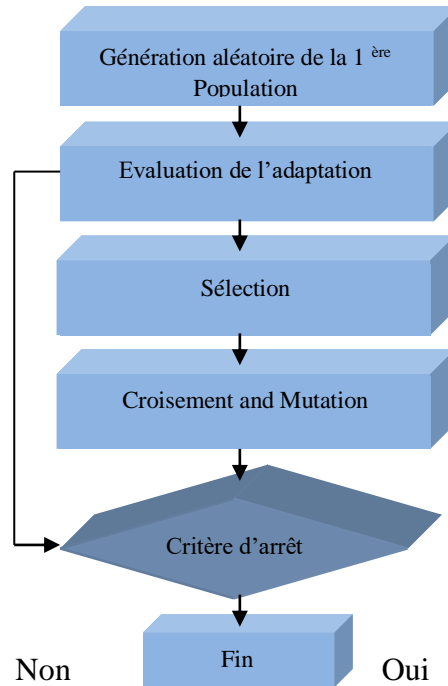 Génération aléatoire de la 1 ère
Population
Evaluation de l’adaptation
Sélection
Croisement and Mutation
Critère d’arrêt
Non
Fin
Oui